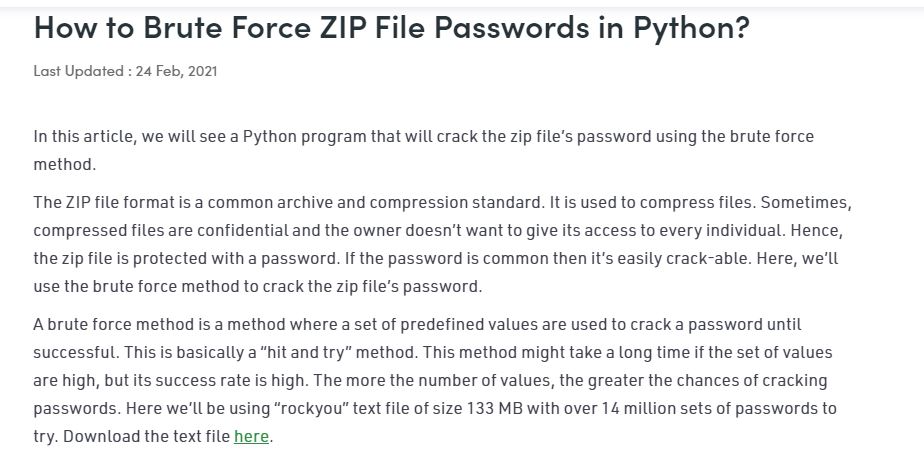 How to Brute Force ZIP File Passwords in Python?
Last Updated : 24 Feb, 2021
In this article, we will see a Python program that will crack the zip file’s password using the brute force
method.
The ZIP file format is a common archive and compression standard. It is used to compress files. Sometimes,
compressed files are confidential and the owner doesn’t want to give its access to every individual. Hence,
the zip file is protected with a password. If the password is common then it’s easily crack-able. Here, we’ll
use the brute force method to crack the zip file’s password.
A brute force method is a method where a set of predefined values are used to crack a password until
successful. This is basically a “hit and try” method. This method might take a long time if the set of values
are high, but its success rate is high. The more the number of values, the greater the chances of cracking
passwords. Here we’ll be using “rockyou” text file of size 133 MB with over 14 million sets of passwords to
try. Download the text file here.